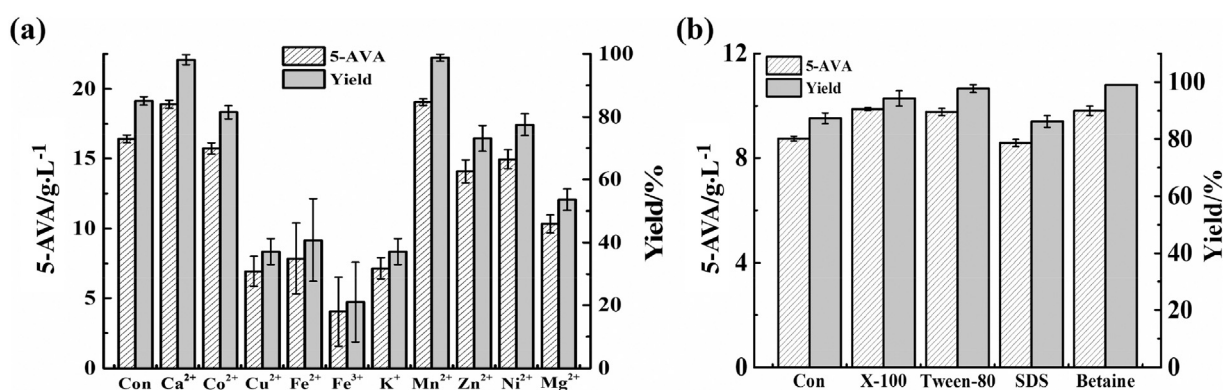 (a)
5-AVA
Yield
5-AVA/g·L⁻¹
20
15
10
5
0
Yield/%
100
80
60
40
20
0
Con Ca²⁺ Co²⁺ Cu²⁺ Fe²⁺ Fe³⁺ K⁺ Mn²⁺ Zn²⁺ Ni²⁺ Mg²⁺
(b)
5-AVA
Yield
5-AVA/g·L⁻¹
12
8
4
0
Yield/%
100
80
60
40
20
0
Con X-100 Tween-80 SDS Betaine